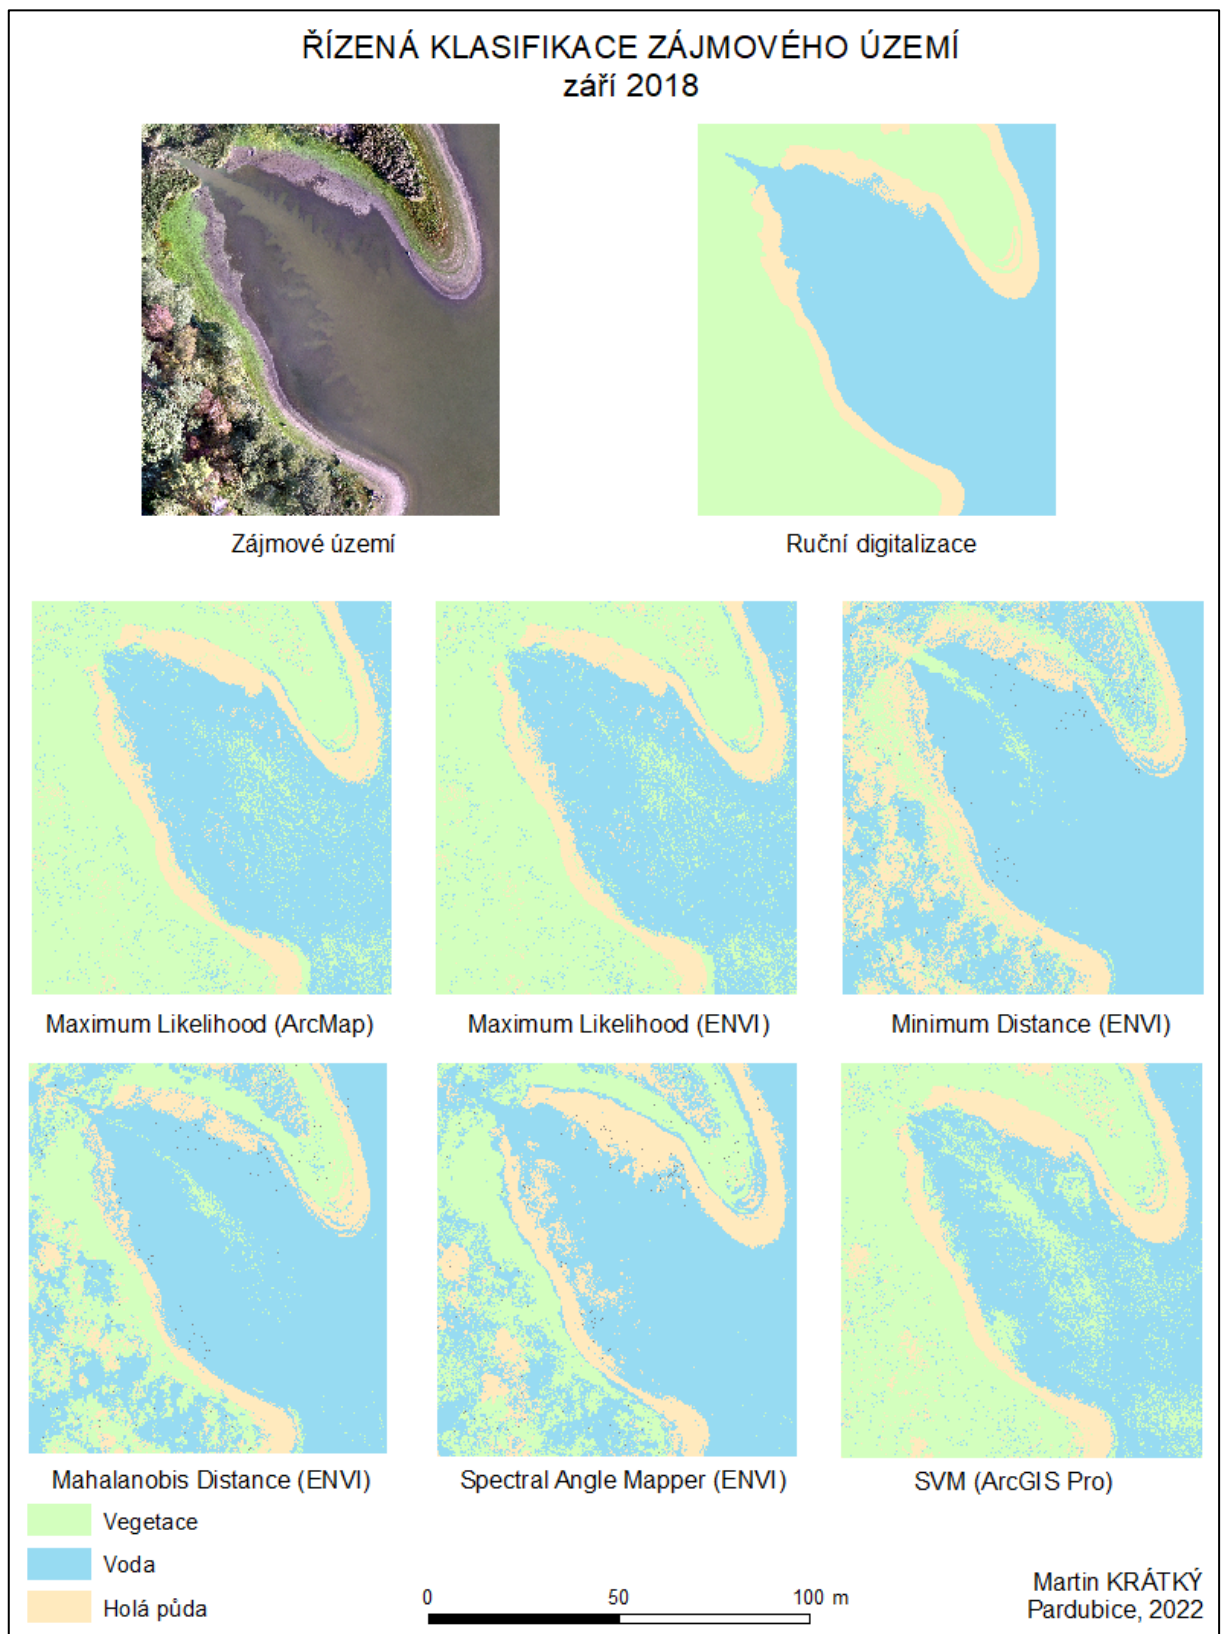 ŘÍZENÁ KLASIFIKACE ZÁJMOVÉHO ÚZEMÍ
září 2018
Zájmové území
Ruční digitalizace
Maximum Likelihood (ArcMap)
Maximum Likelihood (ENVI)
Minimum Distance (ENVI)
Mahalanobis Distance (ENVI)
Spectral Angle Mapper (ENVI)
SVM (ArcGIS Pro)
Vegetace
Voda
Holá půda
0 50 100 m
Martin KRÁTKÝ
Pardubice, 2022